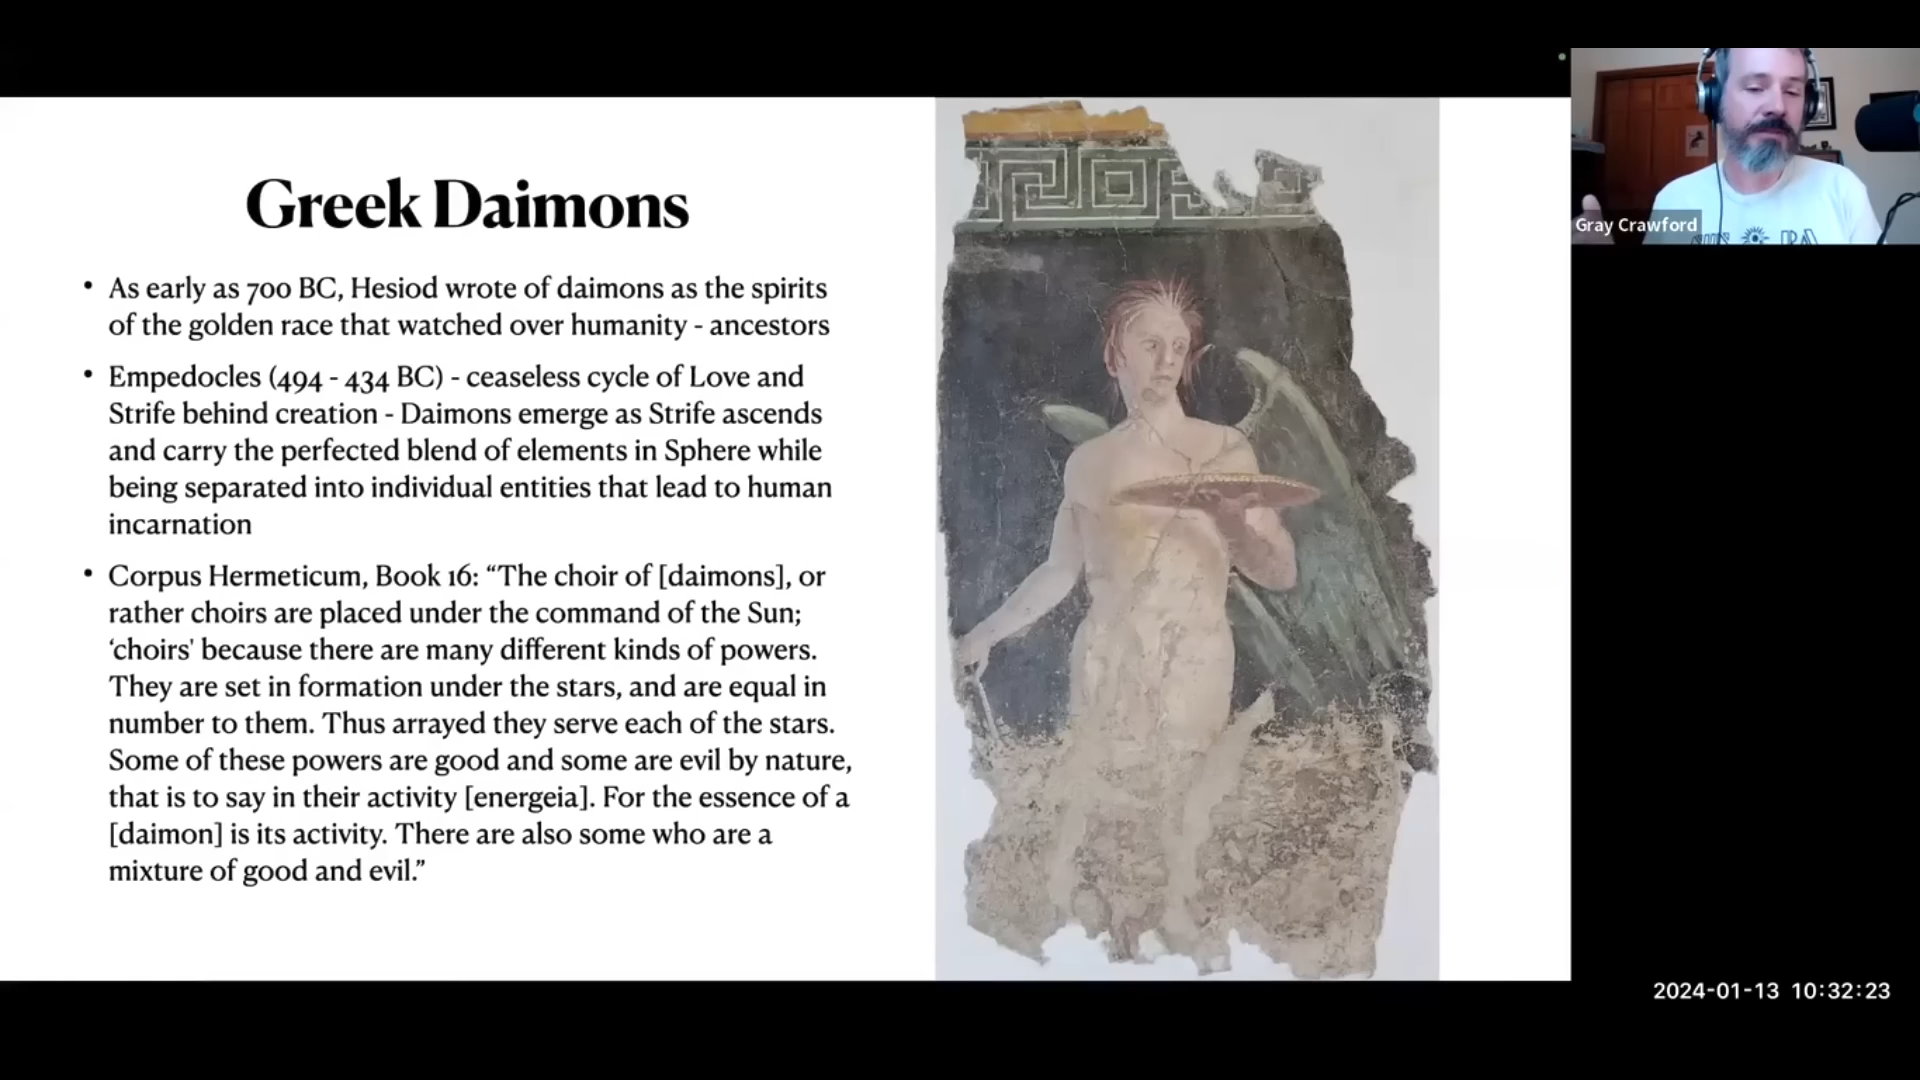 Greek Daimons
• As early as 700 BC, Hesiod wrote of daimons as the spirits
of the golden race that watched over humanity - ancestors
• Empedocles (494 - 434 BC) - ceaseless cycle of Love and
Strife behind creation - Daimons emerge as Strife ascends
and carry the perfected blend of elements in Sphere while
being separated into individual entities that lead to human
incarnation
• Corpus Hermeticum, Book 16: “The choir of [daimons], or
rather choirs are placed under the command of the Sun;
‘choirs' because there are many different kinds of powers.
They are set in formation under the stars, and are equal in
number to them. Thus arrayed they serve each of the stars.
Some of these powers are good and some are evil by nature,
that is to say in their activity [energeia]. For the essence of a
[daimon] is its activity. There are also some who are a
mixture of good and evil.”
Gray Crawford
2024-01-13 10:32:23